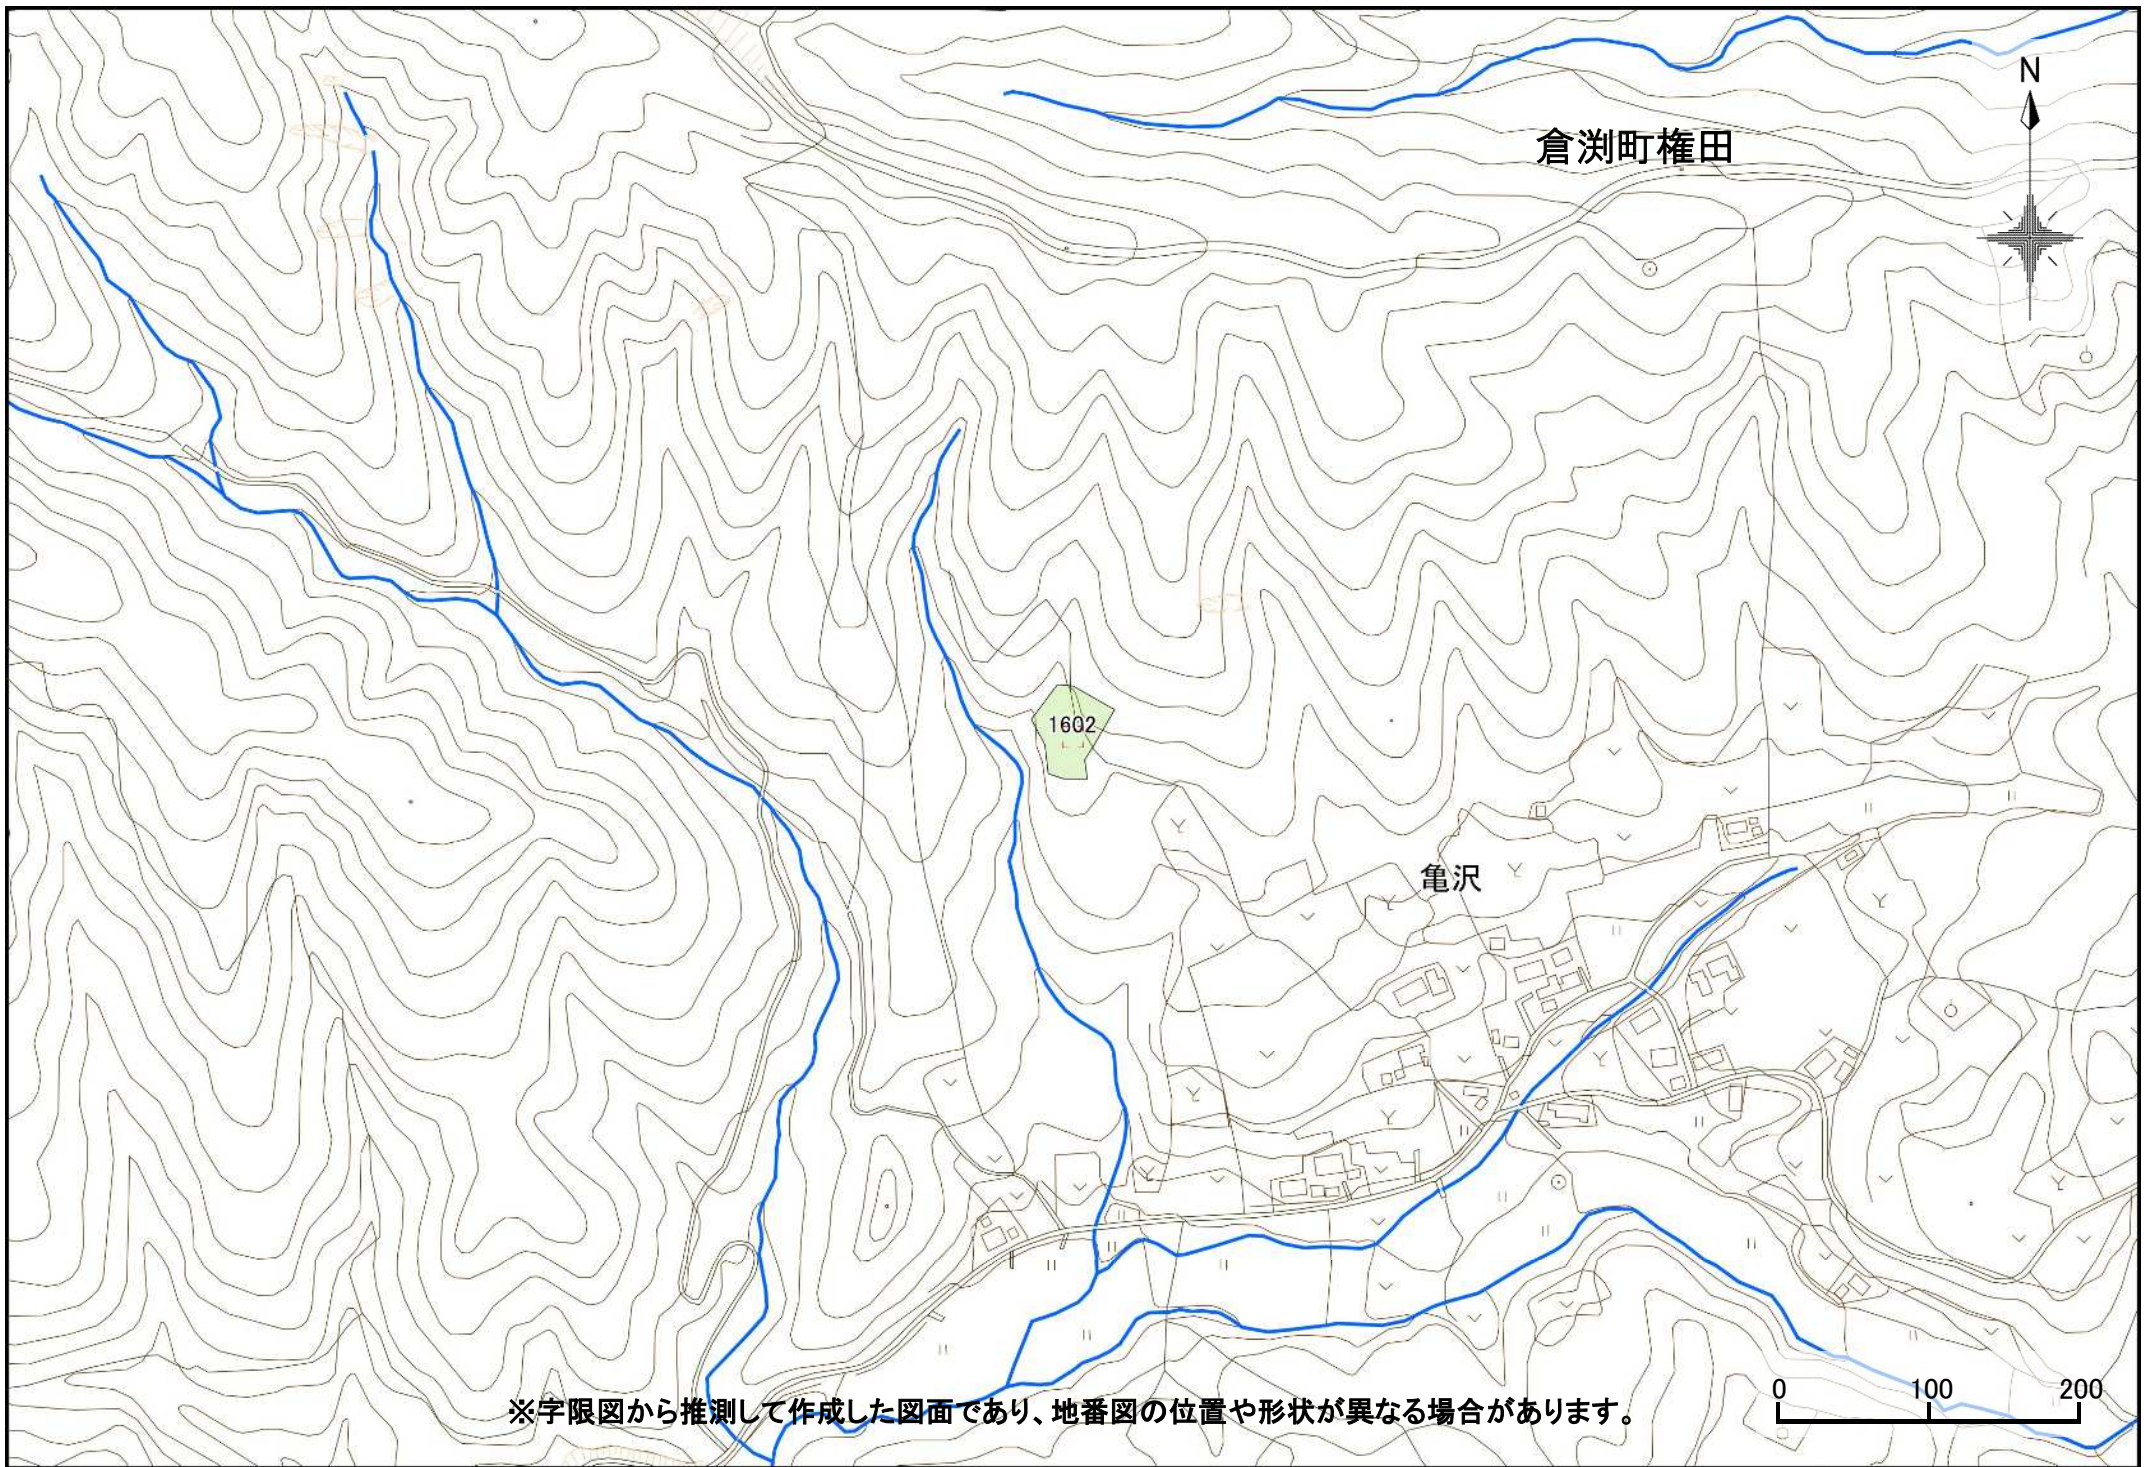 N
倉渕町権田
1602
亀沢
0 100 200
※字限図から推測して作成した図面であり、地番図の位置や形状が異なる場合があります。